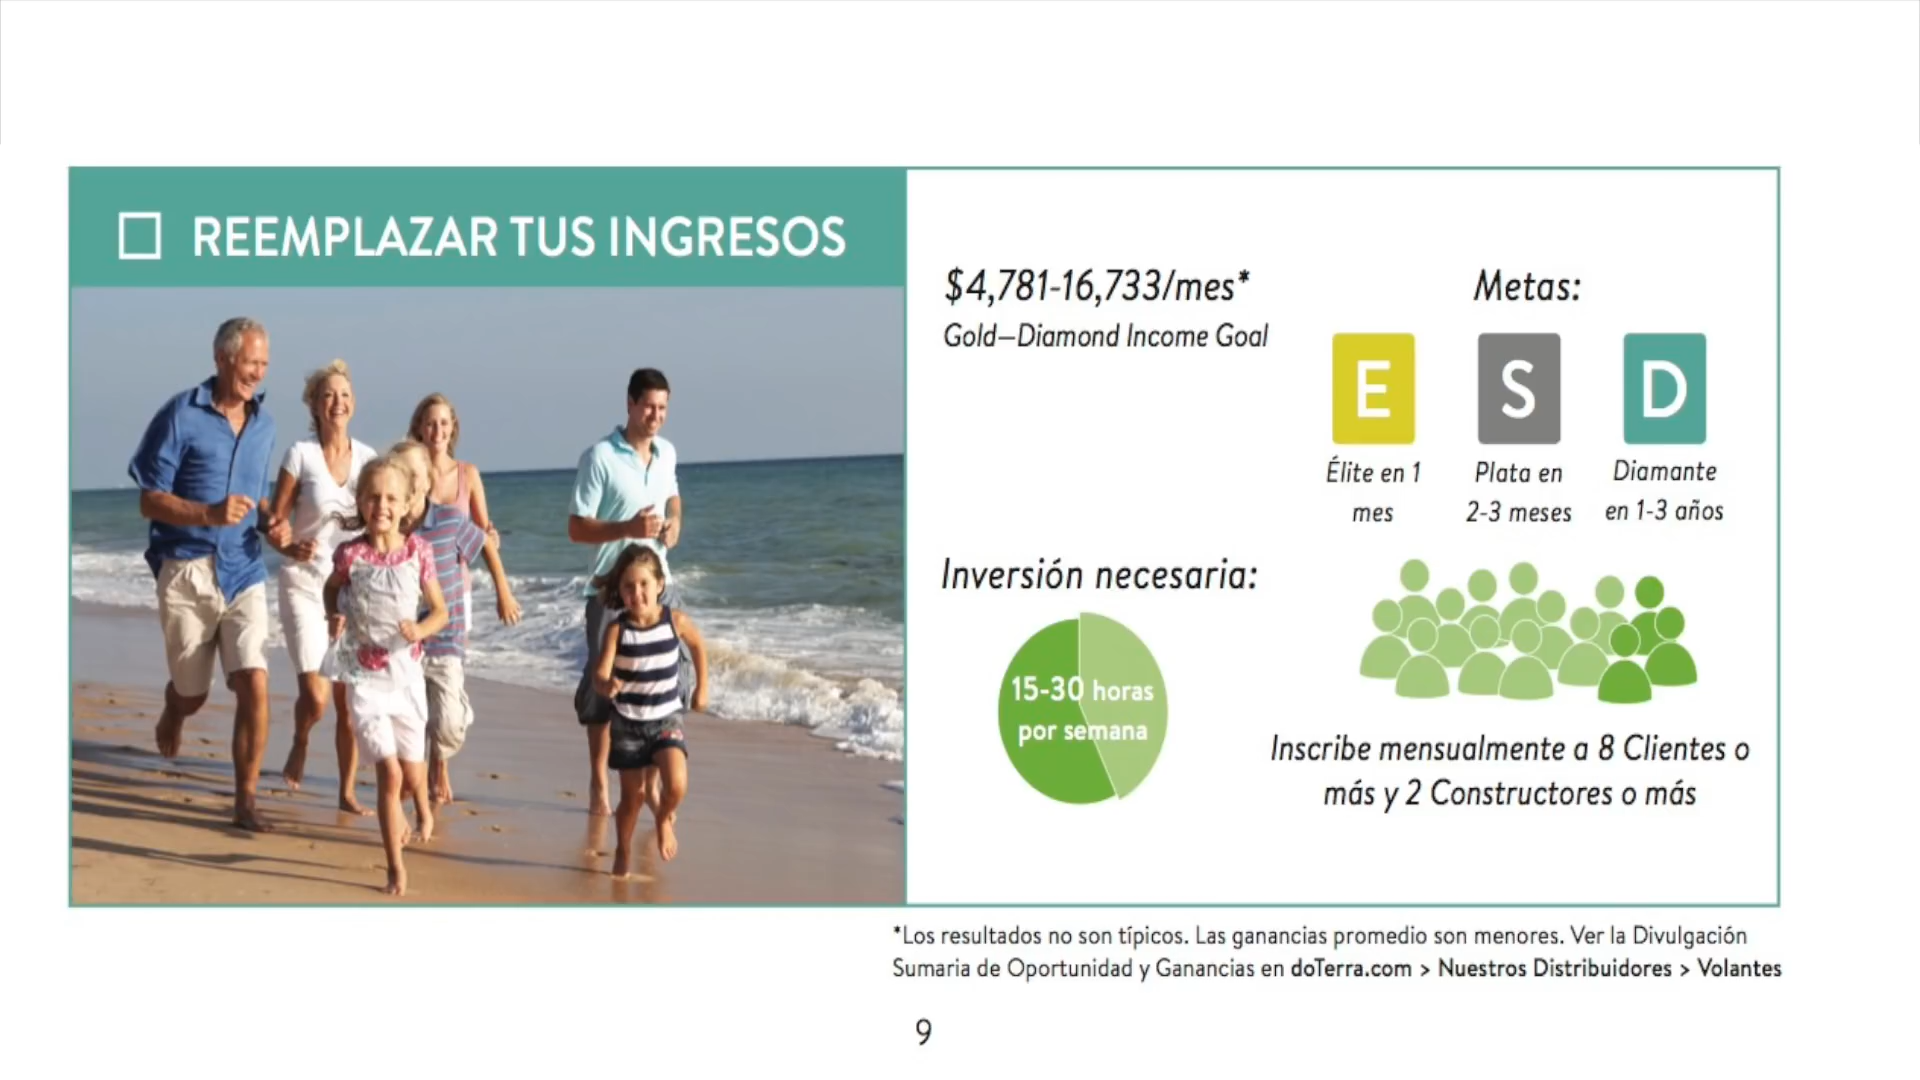 REEMPLAZAR TUS INGRESOS
$4,781-16,733/mes*
Gold—Diamond Income Goal
Metas:
E
S
D
Élite en 1
mes
Plata en
2-3 meses
Diamante
en 1-3 años
Inversión necesaria:
15-30 horas
por semana
Inscribe mensualmente a 8 Clientes o
más y 2 Constructores o más
*Los resultados no son típicos. Las ganancias promedio son menores. Ver la Divulgación
Sumaria de Oportunidad y Ganancias en doTerra.com > Nuestros Distribuidores > Volantes
9